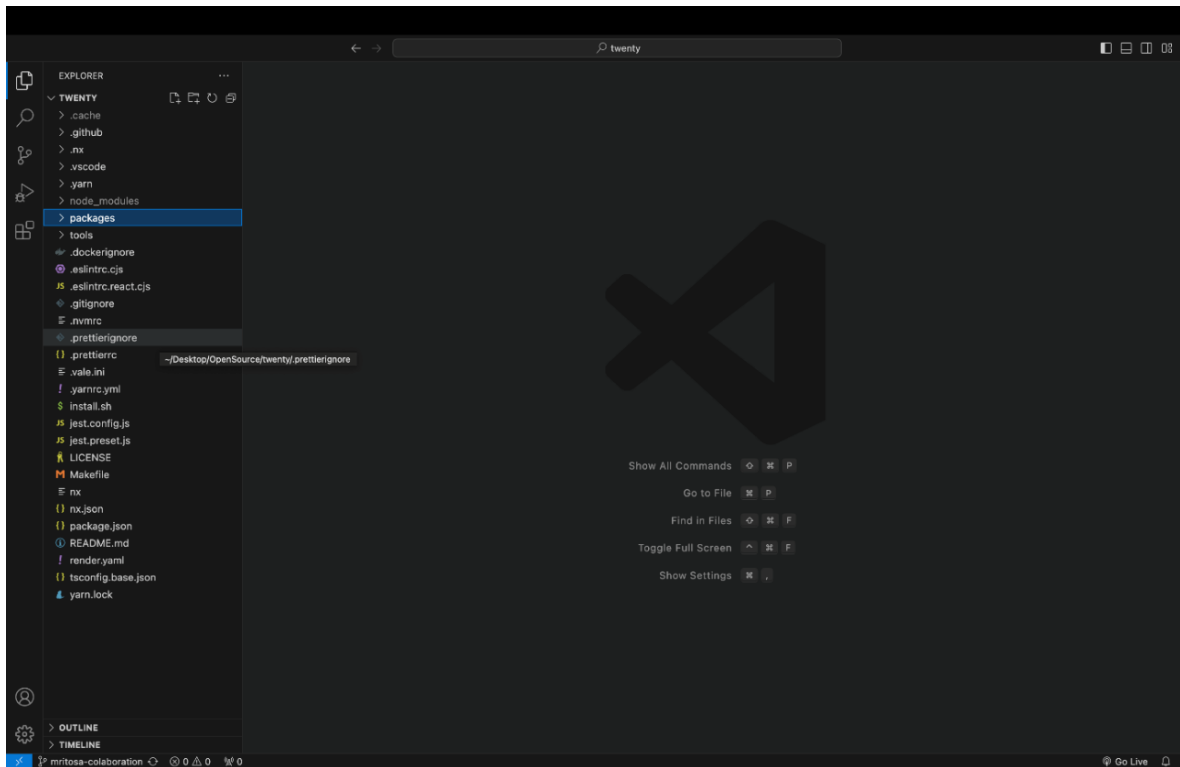 twenty
EXPLORER
TWENTY
.cache
.github
.nx
.vscode
.yarn
node_modules
packages
tools
.dockerignore
.eslintrc.cjs
JS .eslintrc.react.cjs
.gitignore
.nvmrc
.prettierignore
{} .prettierrc
~/Desktop/OpenSource/twenty/.prettierignore
.vale.ini
! .yarnrc.yml
$ install.sh
JS jest.config.js
JS jest.preset.js
LICENSE
M Makefile
nx
{} nx.json
{} package.json
README.md
! render.yaml
{} tsconfig.base.json
yarn.lock
Show All Commands ⇧ ⌘ P
Go to File ⌘ P
Find in Files ⇧ ⌘ F
Toggle Full Screen ^ ⌘ F
Show Settings ⌘ ,
OUTLINE
TIMELINE
mritosa-colaboration 0 0 0 Go Live